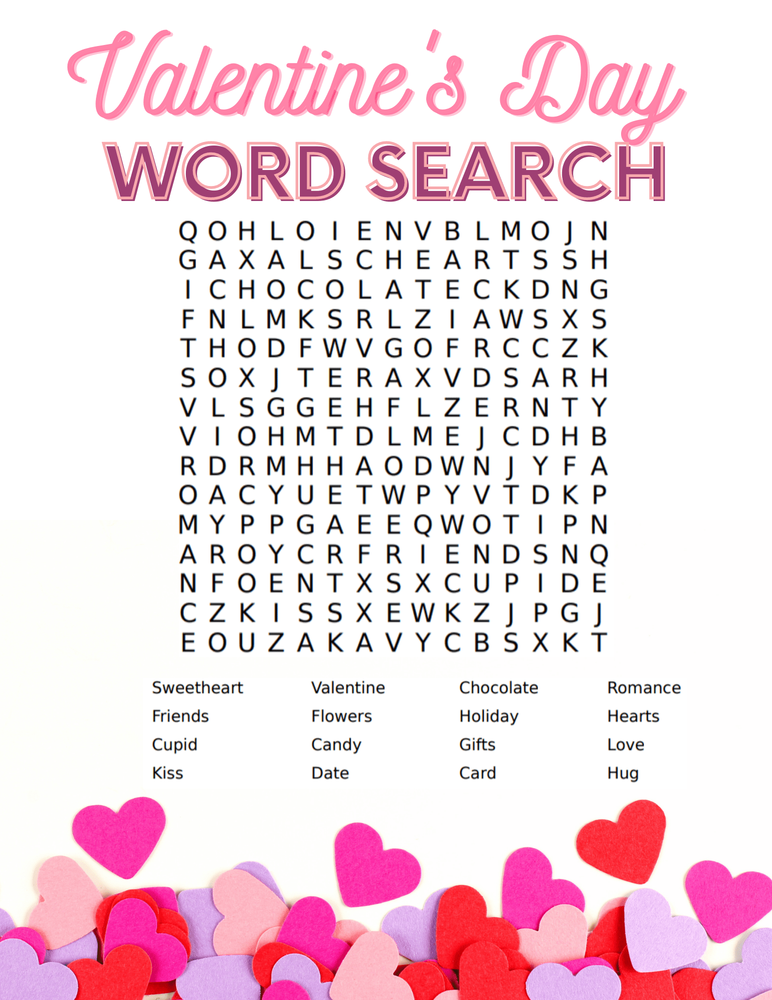 Valentine's Day
WORD SEARCH
Q O H L O I E N V B L M O J N
G A X A L S C H E A R T S S H
I C H O C O L A T E C K D N G
F N L M K S R L Z I A W S X S
T H O D F W V G O F R C C Z K
S O X J T E R A X V D S A R H
V L S G G E H F L Z E R N T Y
V I O H M T D L M E J C D H B
R D R M H H A O D W N J Y F A
O A C Y U E T W P Y V T D K P
M Y P P G A E E Q W O T I P N
A R O Y C R F R I E N D S N Q
N F O E N T X S X C U P I D E
C Z K I S S X E W K Z J P G J
E O U Z A K A V Y C B S X K T
Sweetheart Valentine Chocolate Romance
Friends Flowers Holiday Hearts
Cupid Candy Gifts Love
Kiss Date Card Hug